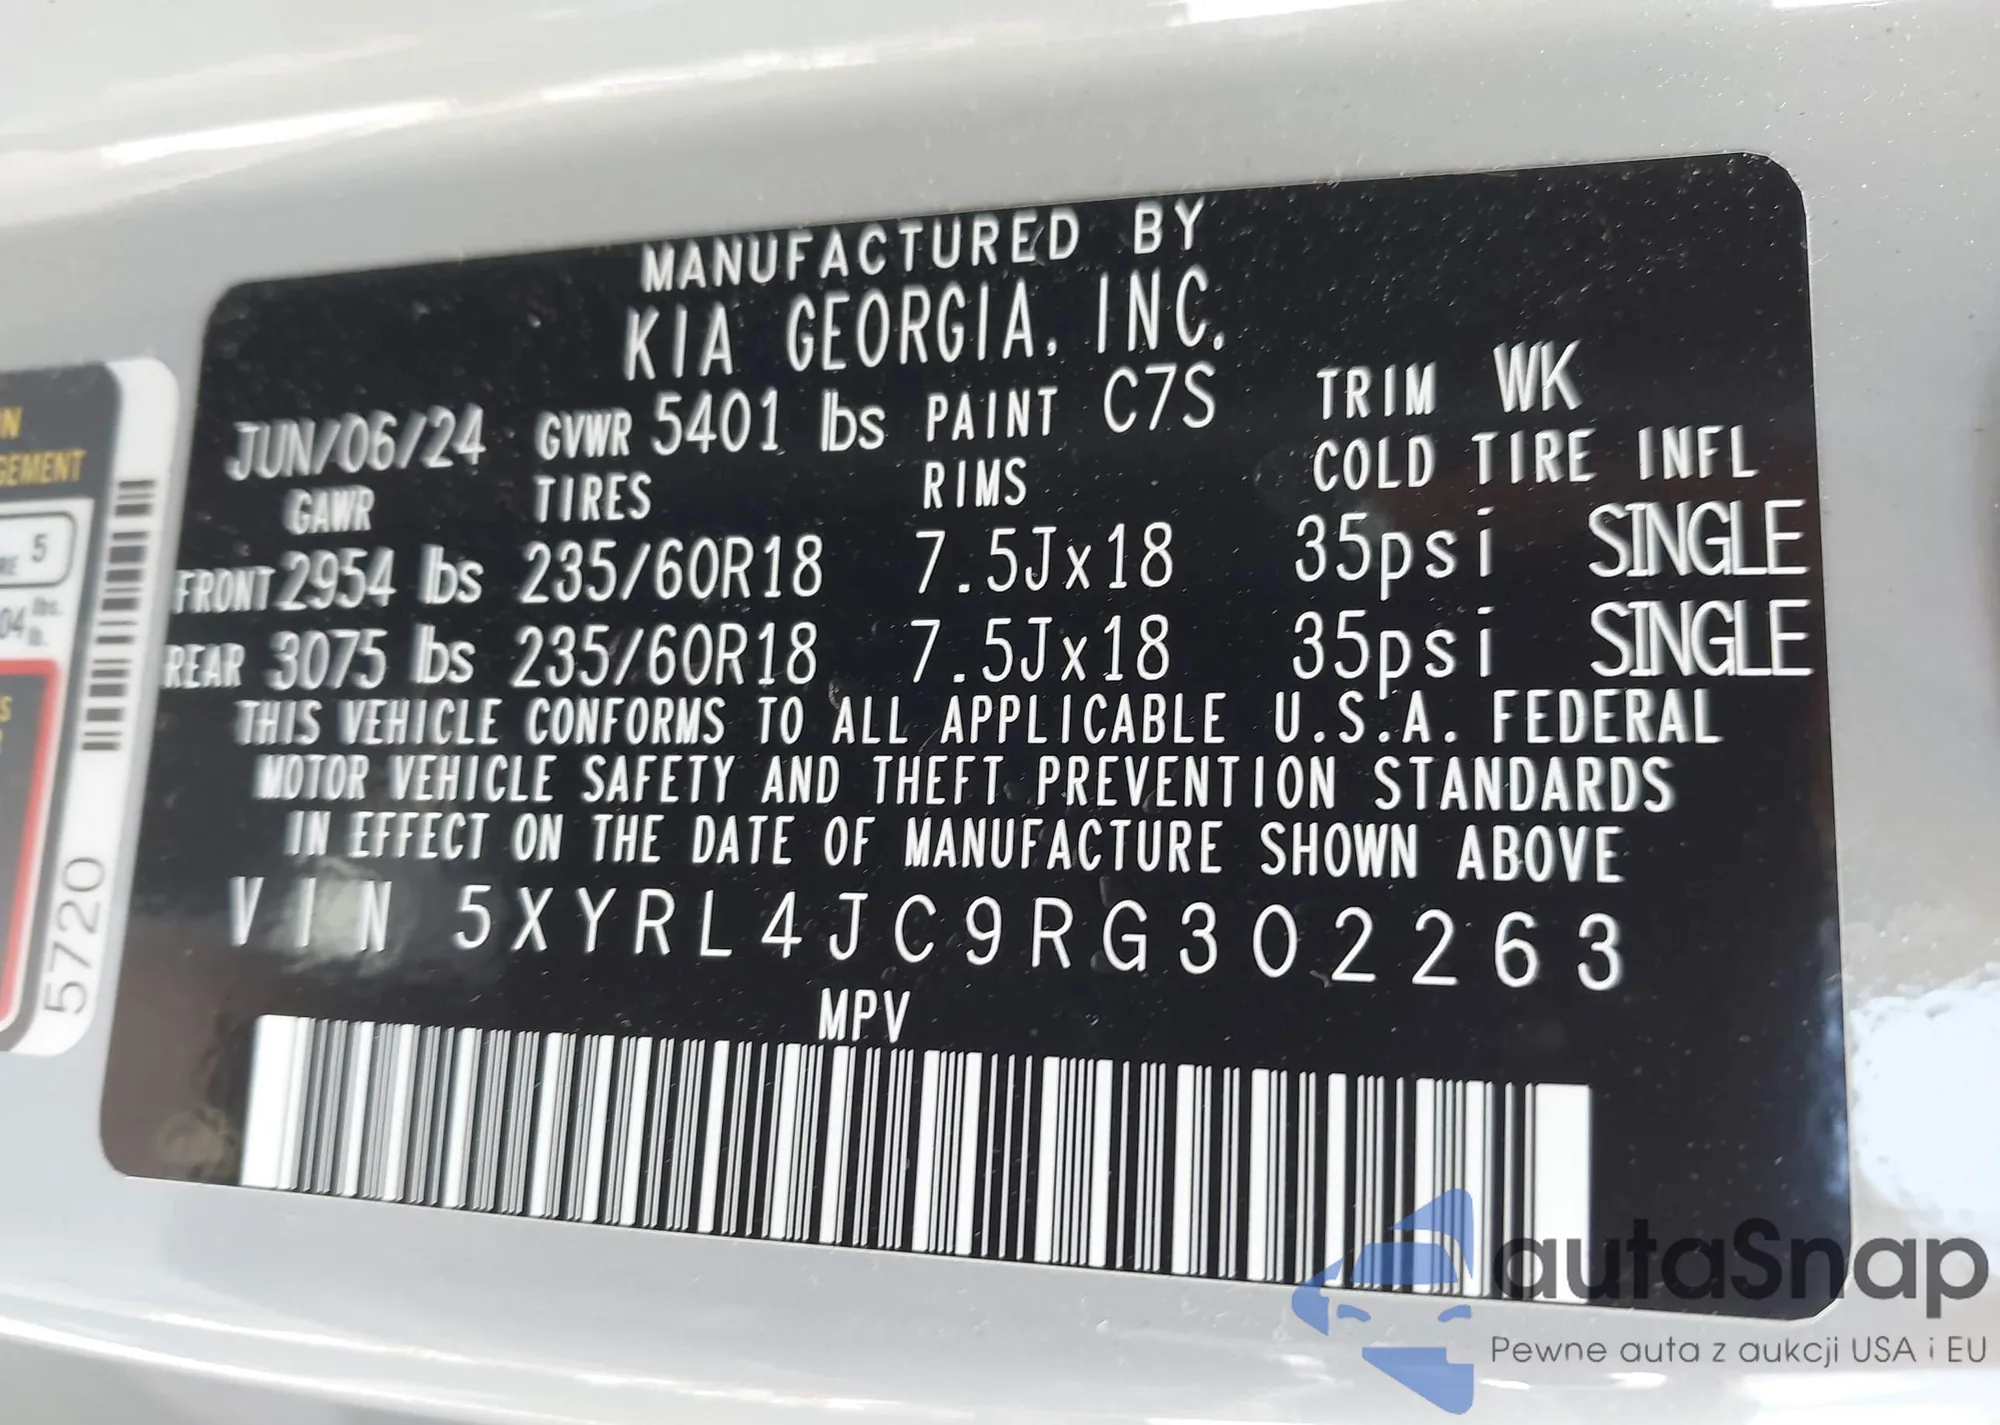 MANUFACTURED BY
KIA GEORGIA, INC.
JUN/06/24 GVWR 5401 lbs PAINT C7S TRIM WK
GAWR TIRES RIMS COLD TIRE INFL
FRONT 2954 lbs 235/60R18 7.5Jx18 35psi SINGLE
REAR 3075 lbs 235/60R18 7.5Jx18 35psi SINGLE
THIS VEHICLE CONFORMS TO ALL APPLICABLE U.S.A. FEDERAL
MOTOR VEHICLE SAFETY AND THEFT PREVENTION STANDARDS
IN EFFECT ON THE DATE OF MANUFACTURE SHOWN ABOVE
VIN 5XYRL4JC9RG302263
MPV
5
lbs.
5720
autaSnap
Pewne auta z aukcji USA i EU